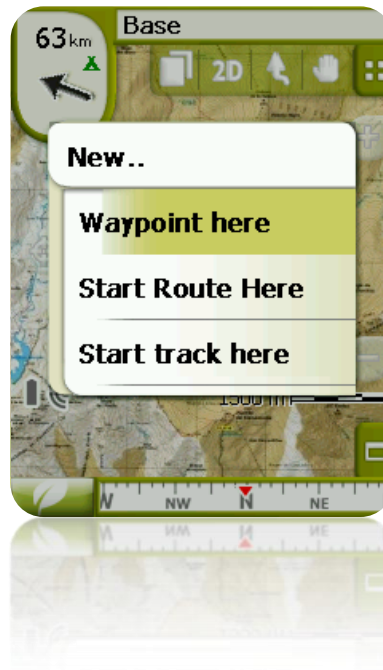 63km
Base
2D
New..
Waypoint here
Start Route Here
Start track here
W NW N NE